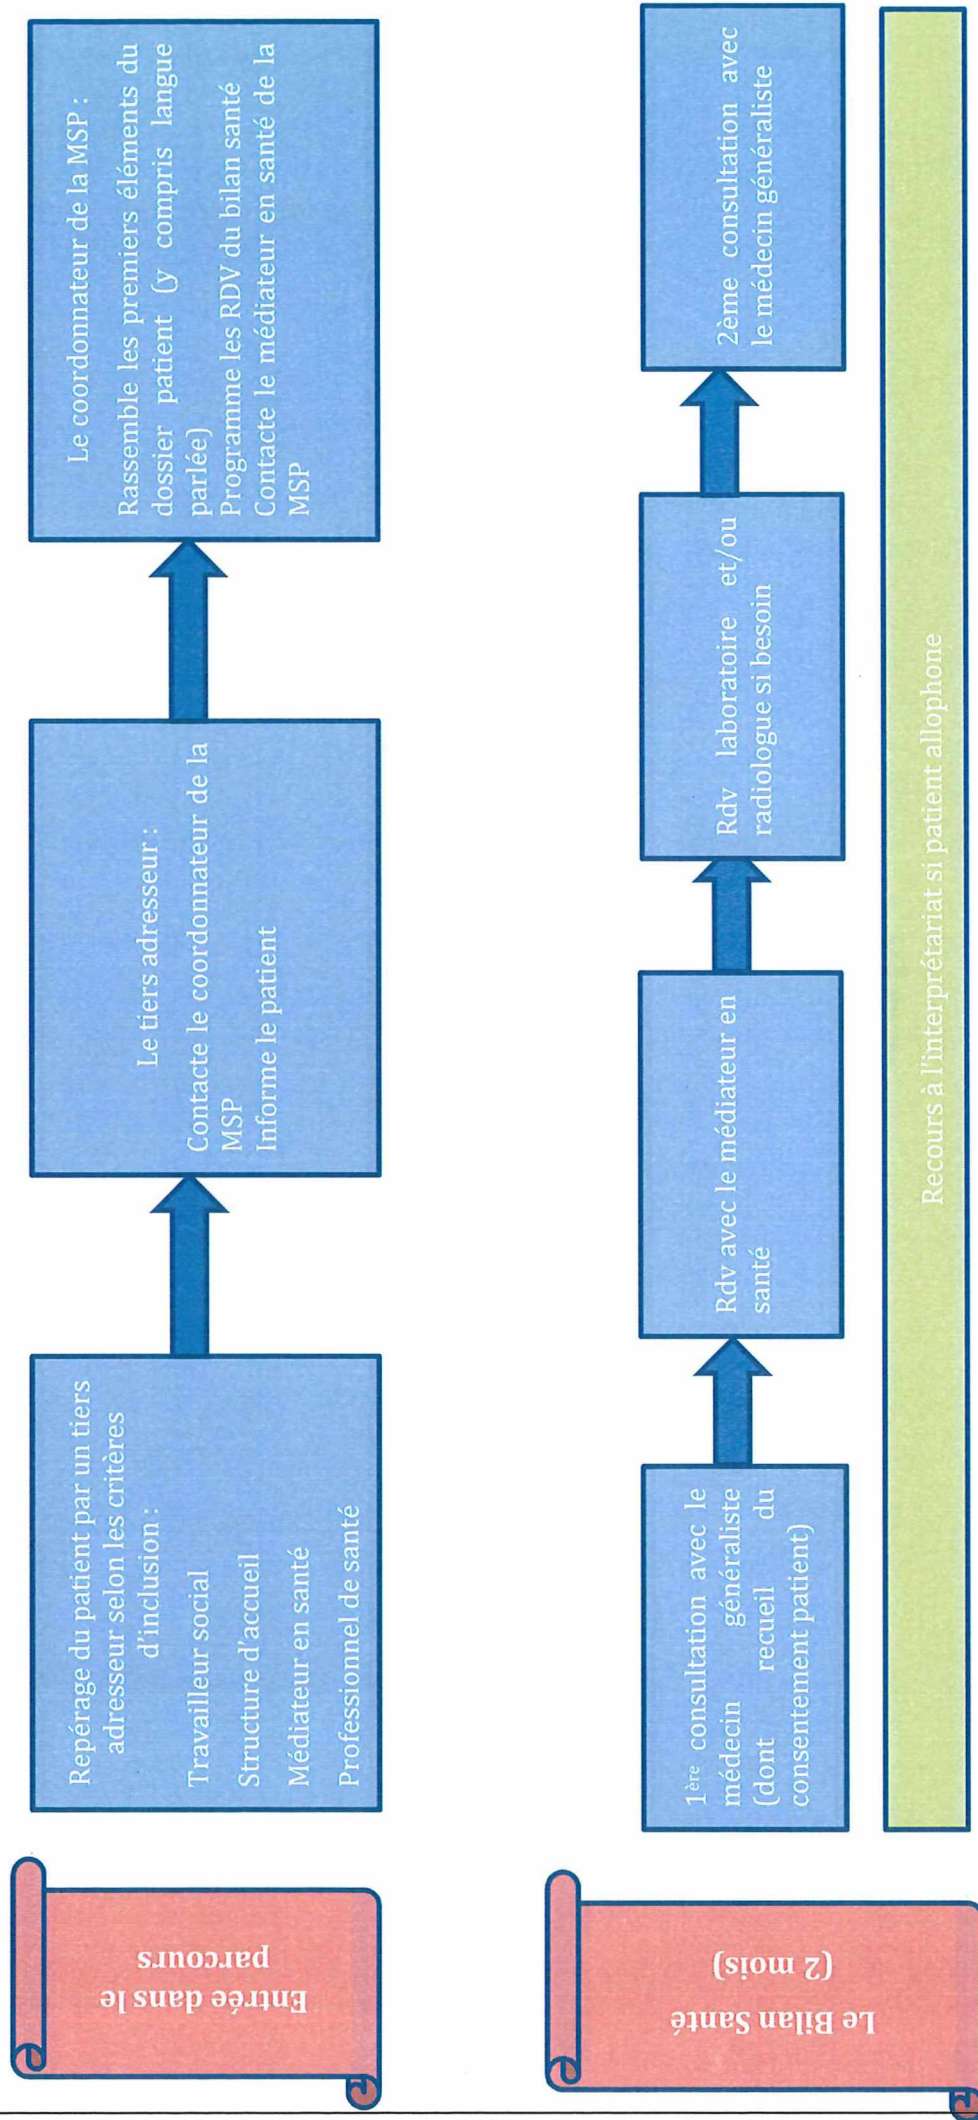 Entrée dans le
parcours
Repérage du patient par un tiers
adresseur selon les critères
d'inclusion :
Travailleur social
Structure d'accueil
Médiateur en santé
Professionnel de santé
Le tiers adresseur :
Contacte le coordonnateur de la
MSP
Informe le patient
Le coordonnateur de la MSP :
Rassemble les premiers éléments du
dossier patient (y compris langue
parlée)
Programme les RDV du bilan santé
Contacte le médiateur en santé de la
MSP
Le Bilan Santé
(2 mois)
1ère consultation avec le
médecin généraliste
(dont recueil du
consentement patient)
Rdv avec le médiateur en
santé
Rdv laboratoire et/ou
radiologue si besoin
2ème consultation avec
le médecin généraliste
Recours à l'interprétariat si patient allophone